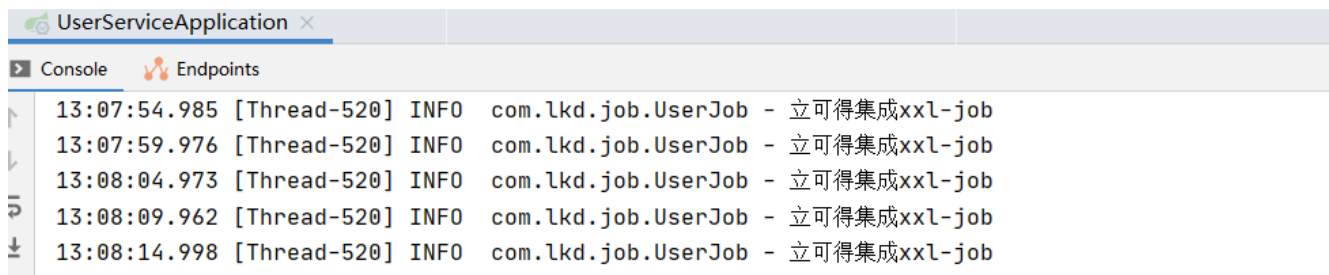 UserServiceApplication
Console Endpoints
13:07:54.985 [Thread-520] INFO  com.lkd.job.UserJob - 立可得集成xxl-job
13:07:59.976 [Thread-520] INFO  com.lkd.job.UserJob - 立可得集成xxl-job
13:08:04.973 [Thread-520] INFO  com.lkd.job.UserJob - 立可得集成xxl-job
13:08:09.962 [Thread-520] INFO  com.lkd.job.UserJob - 立可得集成xxl-job
13:08:14.998 [Thread-520] INFO  com.lkd.job.UserJob - 立可得集成xxl-job